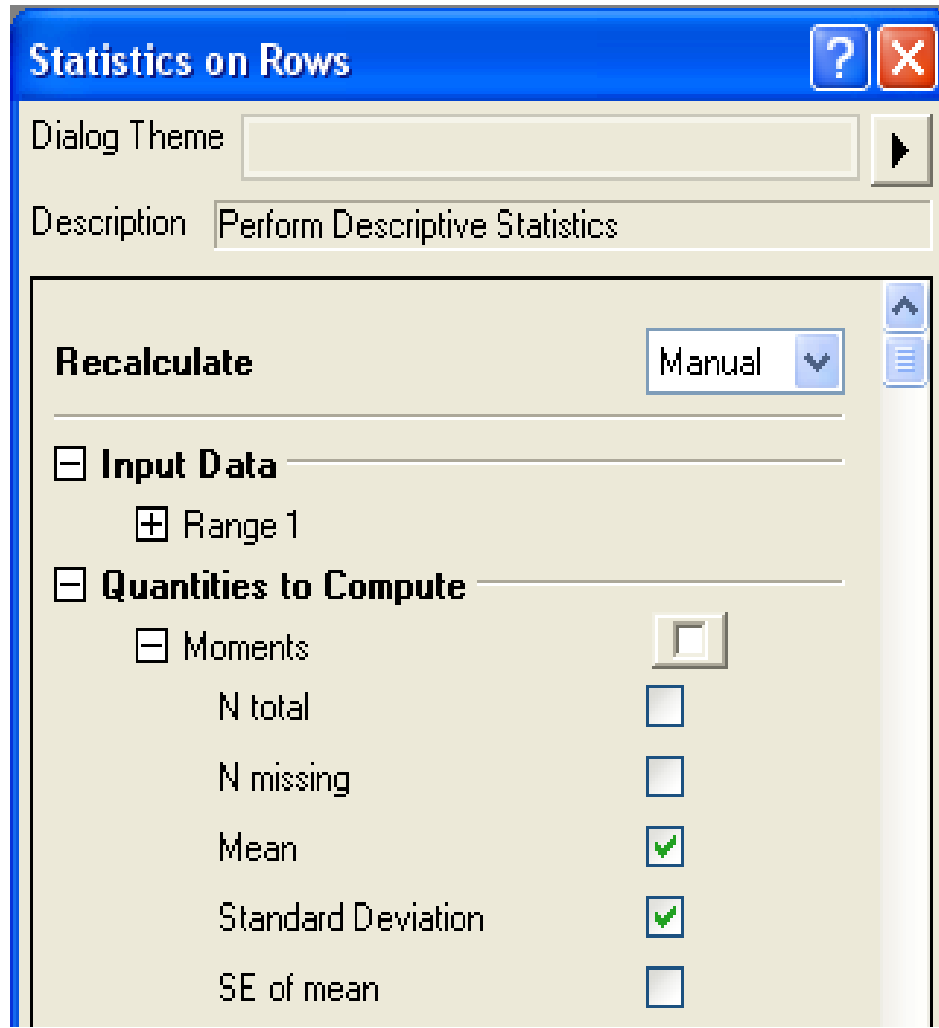 Statistics on Rows
Dialog Theme
Description Perform Descriptive Statistics
Recalculate Manual
Input Data
Range 1
Quantities to Compute
Moments
N total
N missing
Mean
Standard Deviation
SE of mean